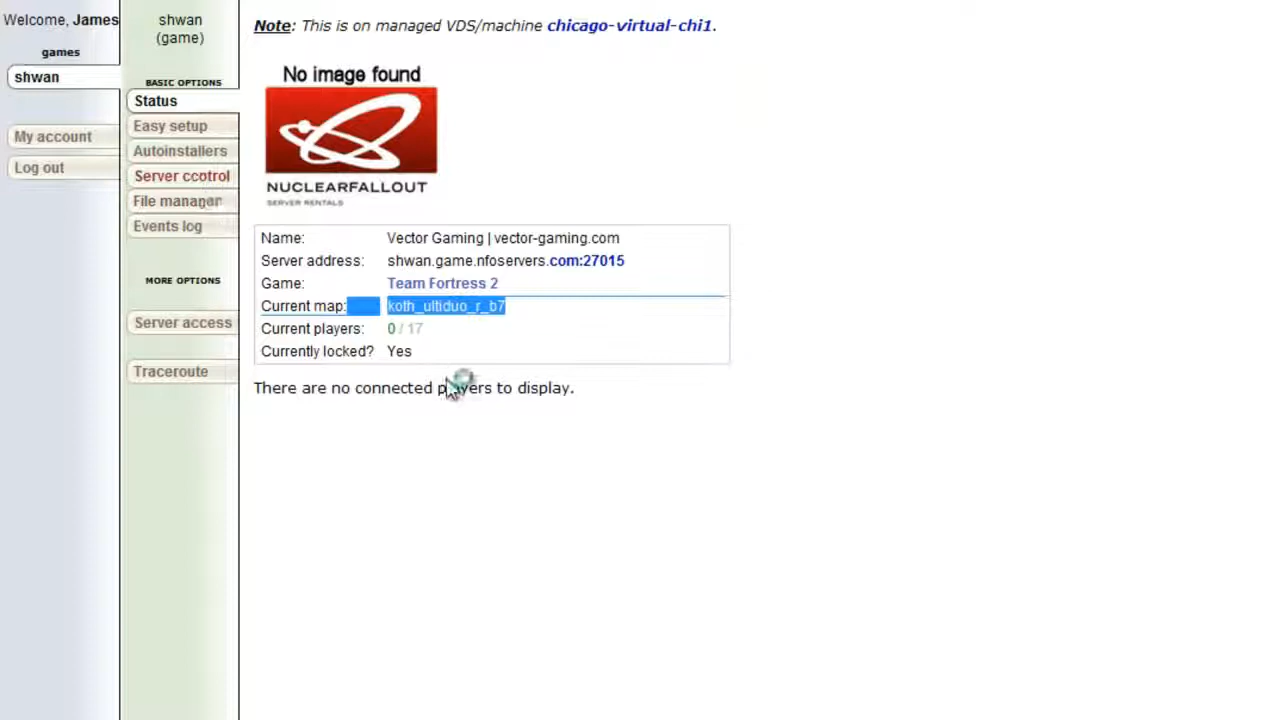 Welcome, James
games
shwan
My account
Log out
shwan
(game)
BASIC OPTIONS
Status
Easy setup
Autoinstallers
Server control
File manager
Events log
MORE OPTIONS
Server access
Traceroute
Note: This is on managed VDS/machine chicago-virtual-chi1.
No image found
NUCLEARFALLOUT
SERVER RENTALS
Name: Vector Gaming | vector-gaming.com
Server address: shwan.game.nfoservers.com:27015
Game: Team Fortress 2
Current map: koth_ultiduo_r_b7
Current players: 0 / 17
Currently locked? Yes
There are no connected players to display.